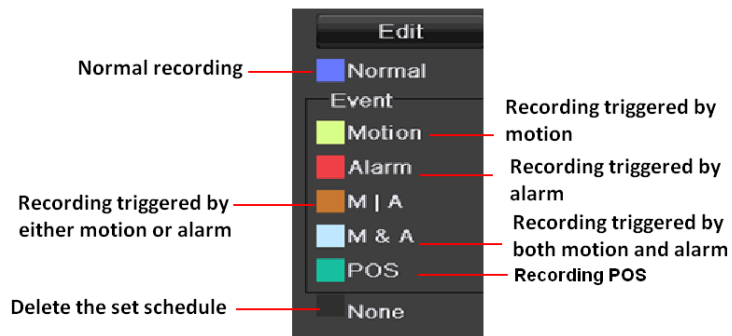 Edit
Normal recording
Normal
Event
Motion
Recording triggered by
motion
Alarm
Recording triggered by
alarm
Recording triggered by
either motion or alarm
M | A
M & A
Recording triggered by
both motion and alarm
POS
Recording POS
Delete the set schedule
None